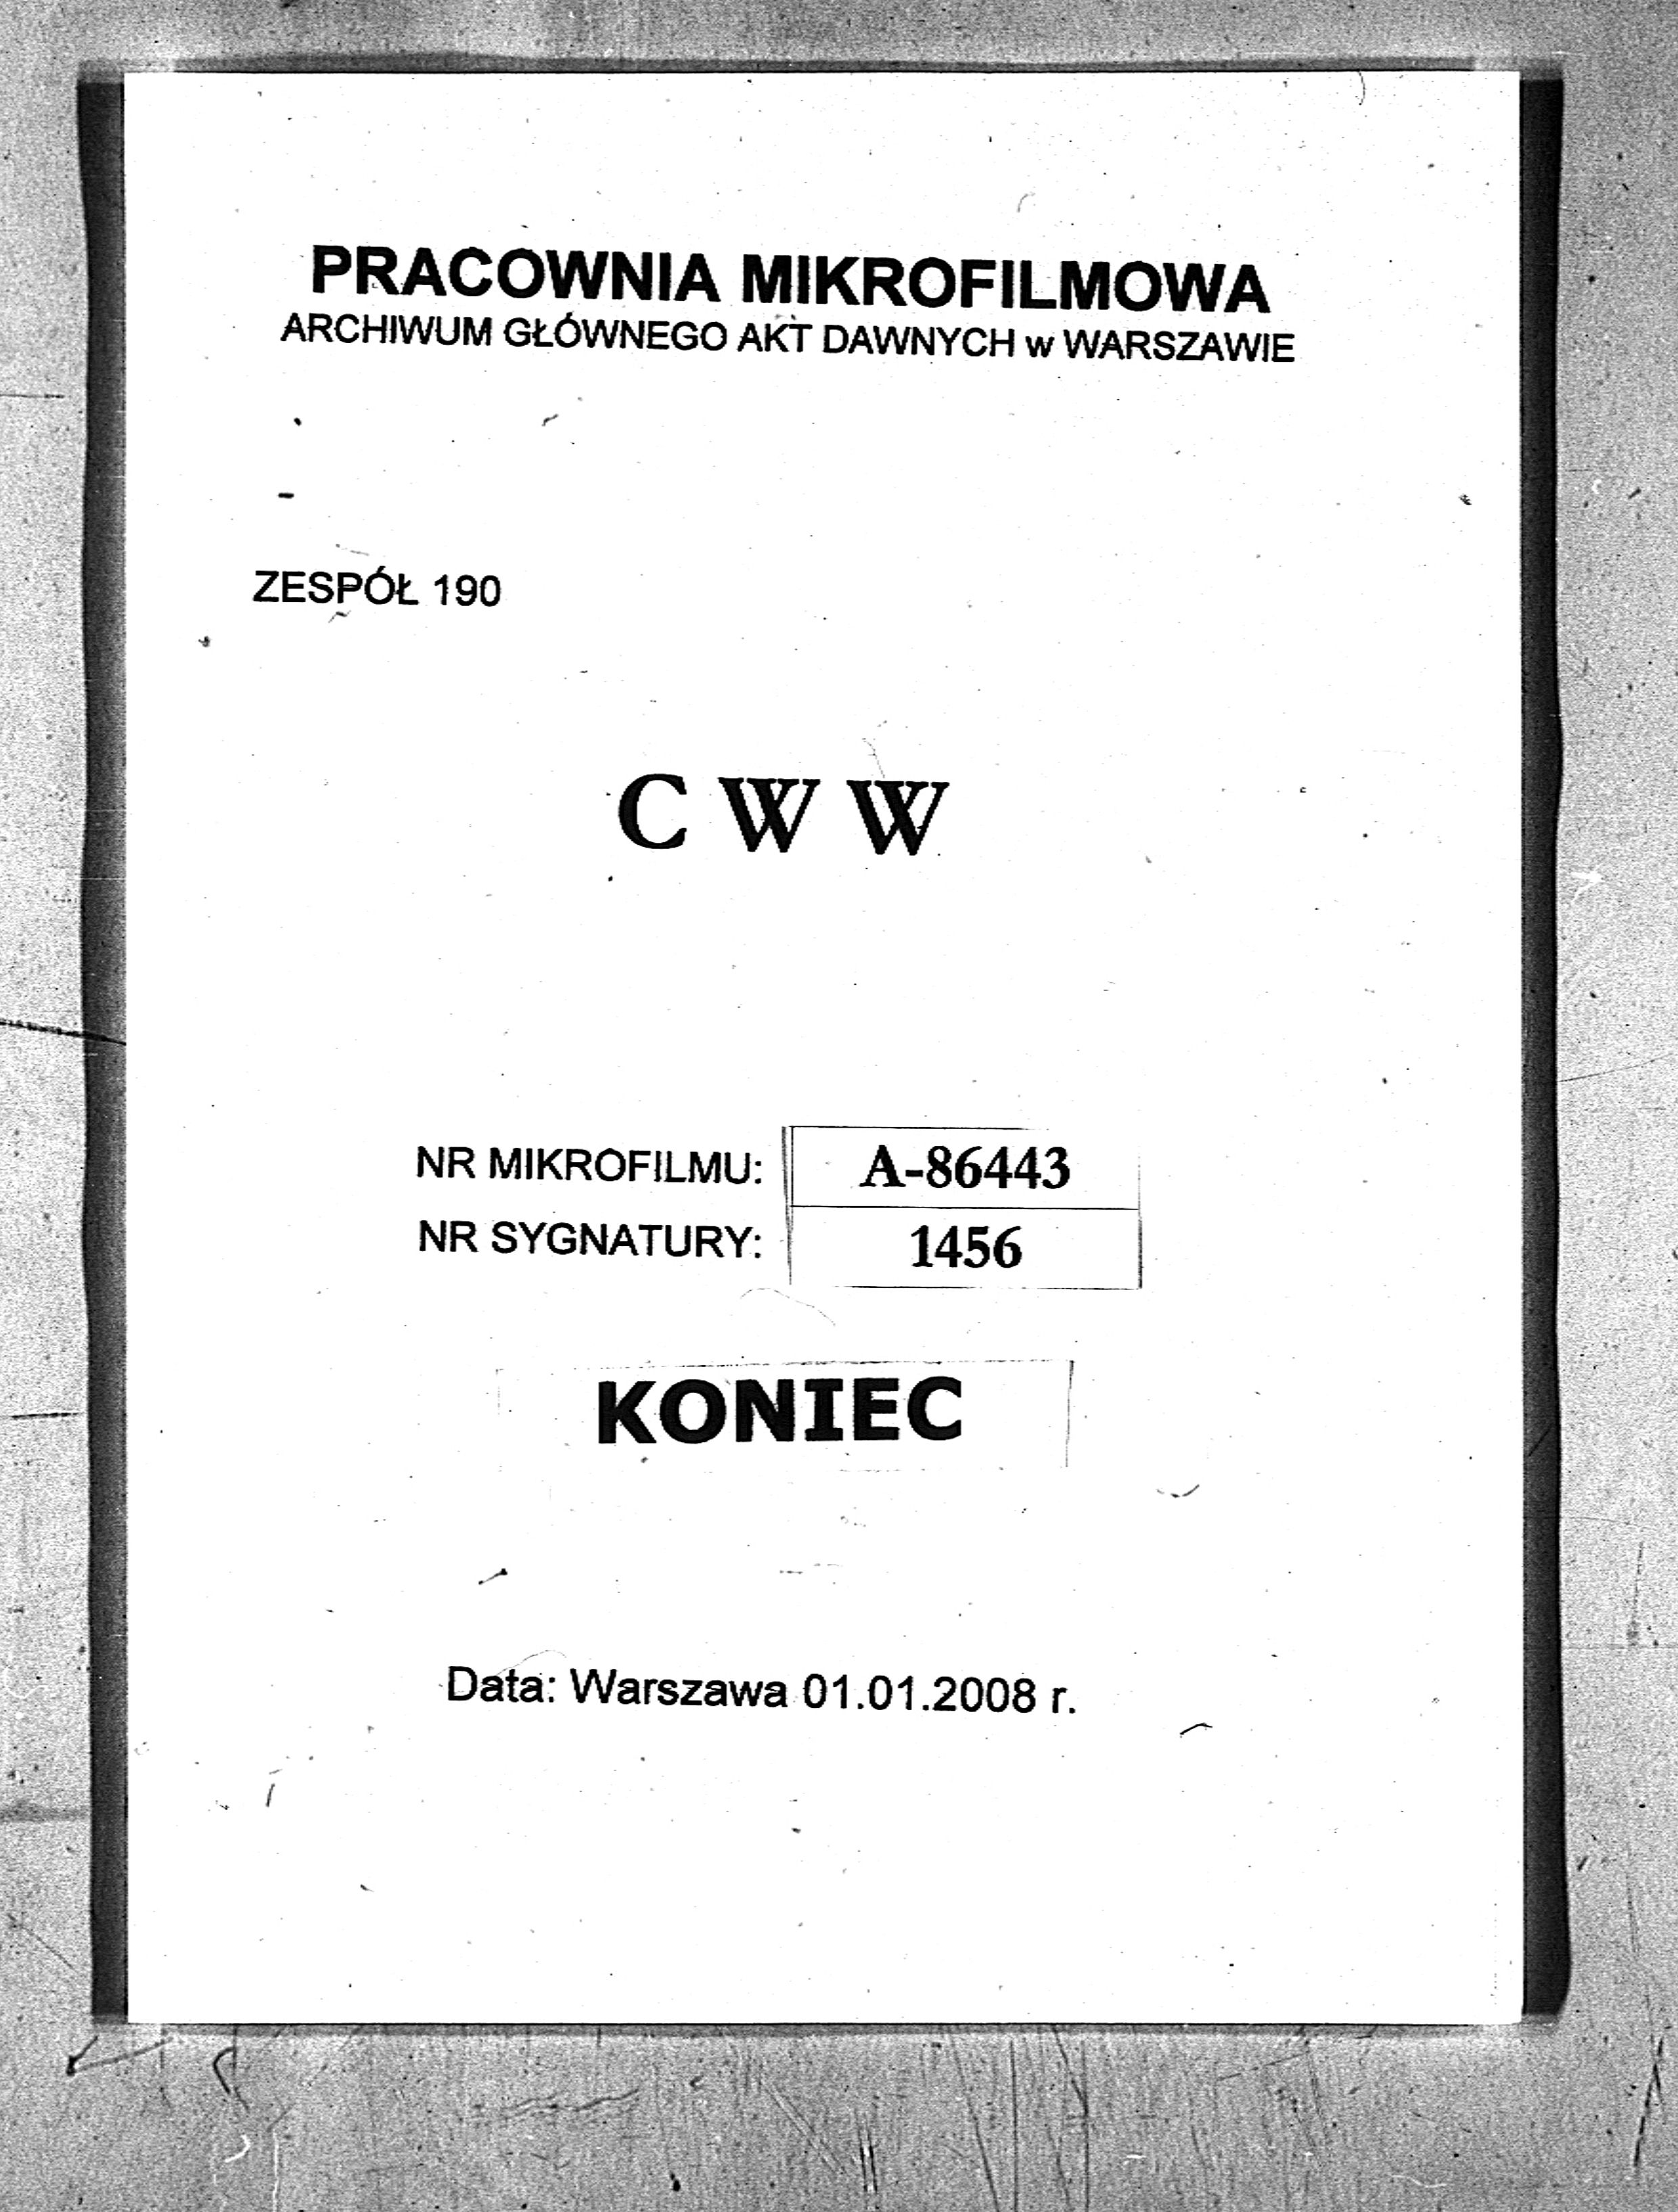 PRACOWNIA MIKROFILMOWA
ARCHIWUM GŁÓWNEGO AKT DAWNYCH w WARSZAWIE
ZESPÓŁ 190
C W W
NR MIKROFILMU: A-86443
NR SYGNATURY: 1456
KONIEC
Data: Warszawa 01.01.2008 r.